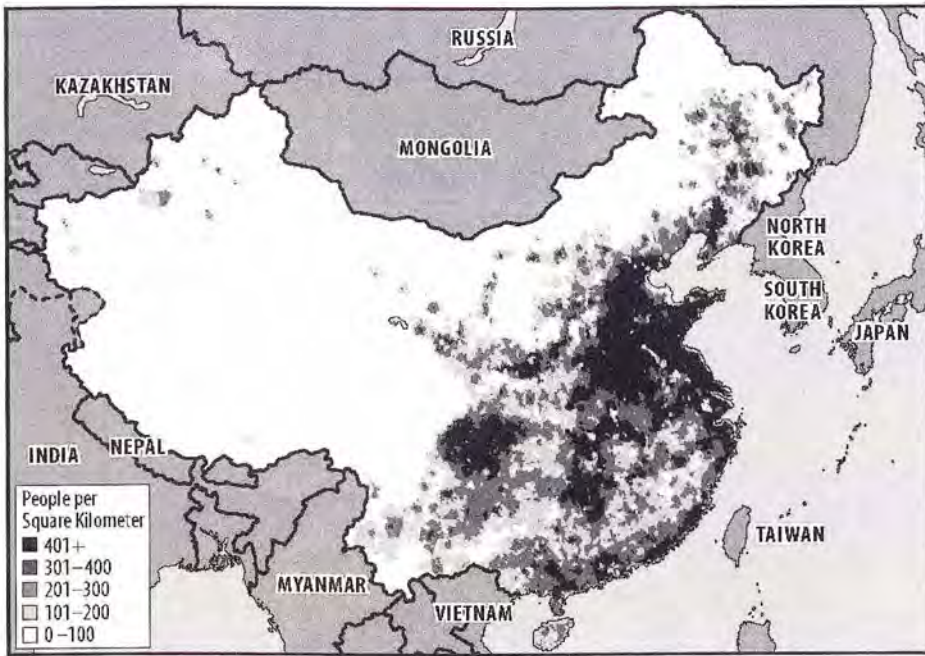 RUSSIA
KAZAKHSTAN
MONGOLIA
NORTH
KOREA
SOUTH
KOREA
JAPAN
INDIA
NEPAL
People per
Square Kilometer
401+
301–400
201–300
101–200
0–100
TAIWAN
MYANMAR
VIETNAM